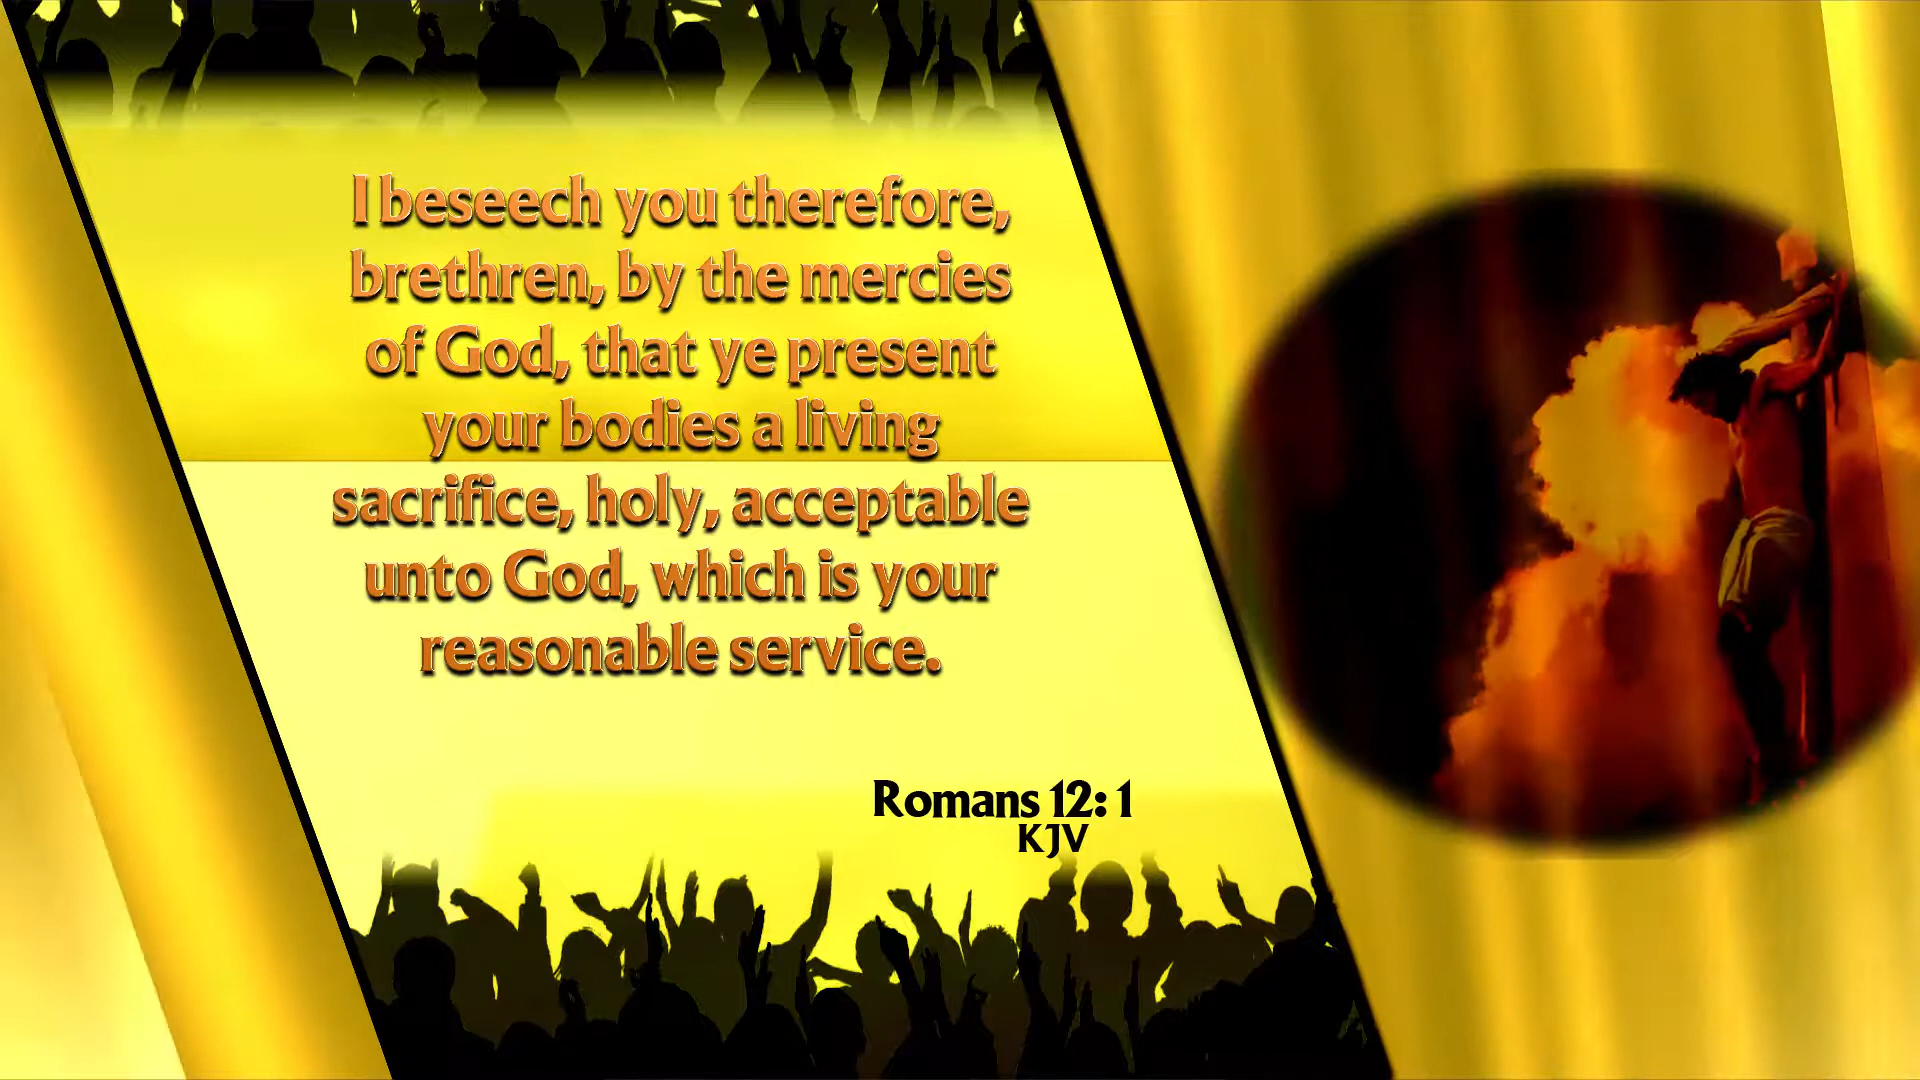 I beseech you therefore,
brethren, by the mercies
of God, that ye present
your bodies a living
sacrifice, holy, acceptable
unto God, which is your
reasonable service.
Romans 12: 1
KJV